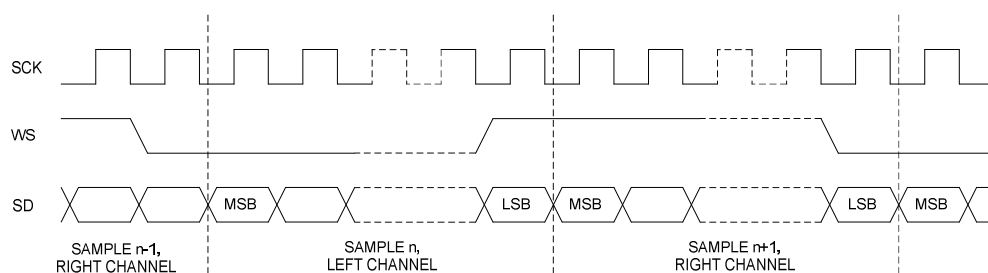 SCK
WS
SD
MSB
LSB
MSB
LSB
MSB
SAMPLE n-1,
RIGHT CHANNEL
SAMPLE n,
LEFT CHANNEL
SAMPLE n+1,
RIGHT CHANNEL